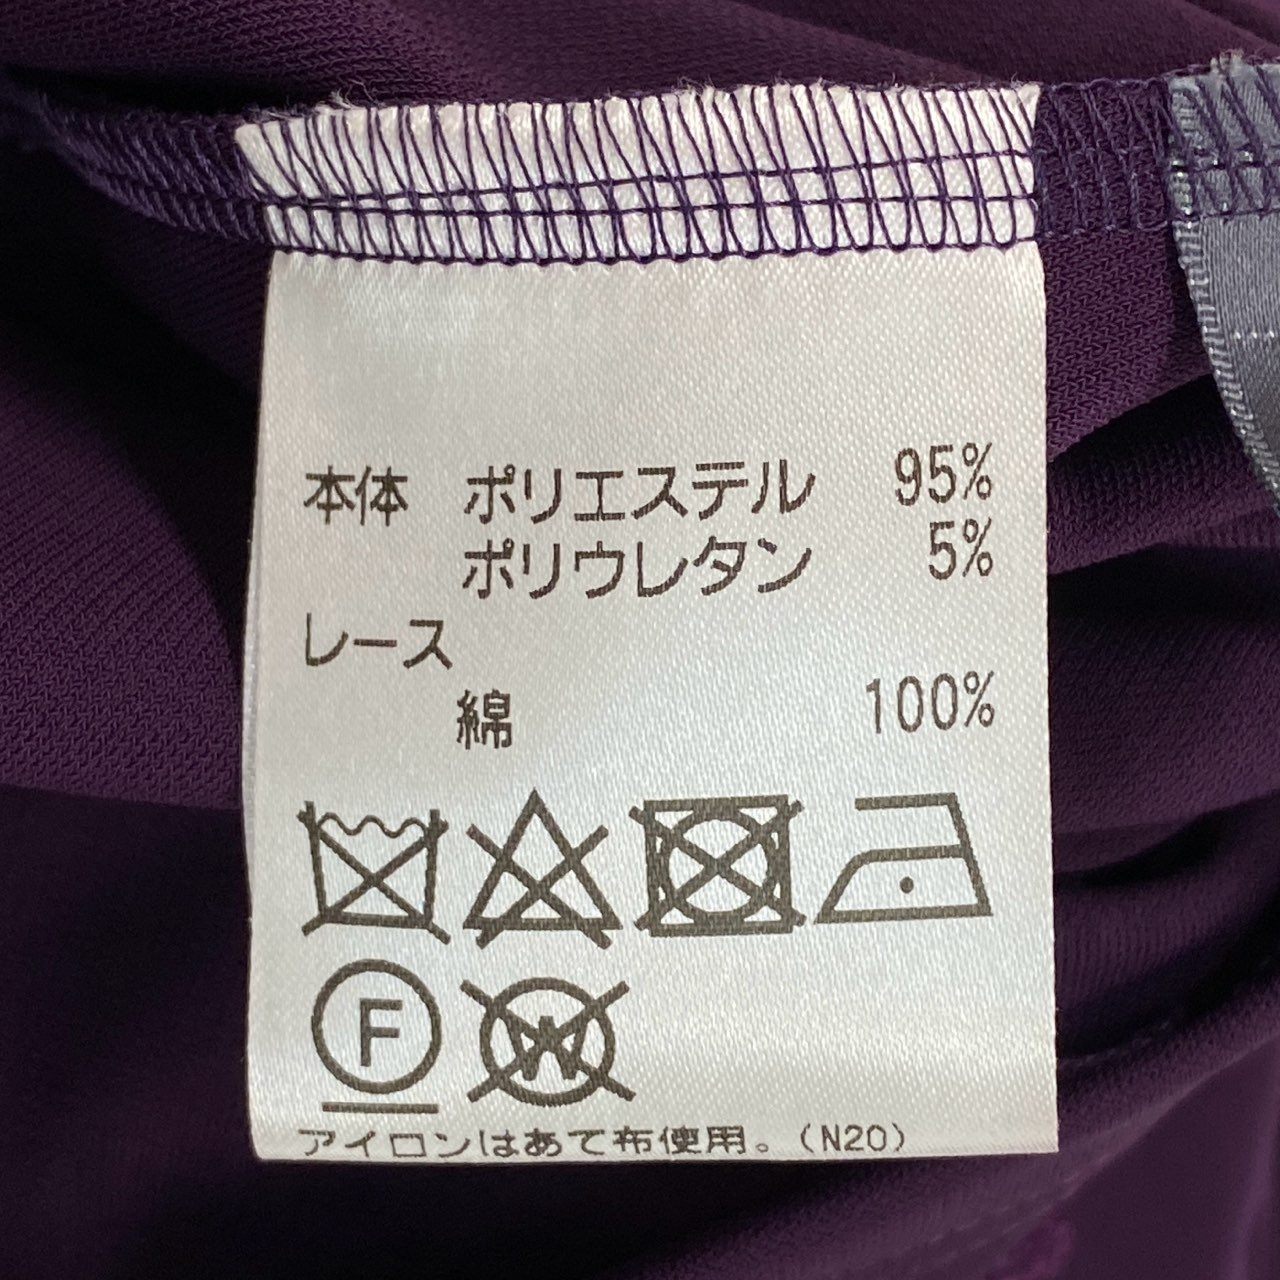 本体 ポリエステル 95%
ポリウレタン 5%
レース
綿 100%
F
W
アイロンはあて布使用。(N20)